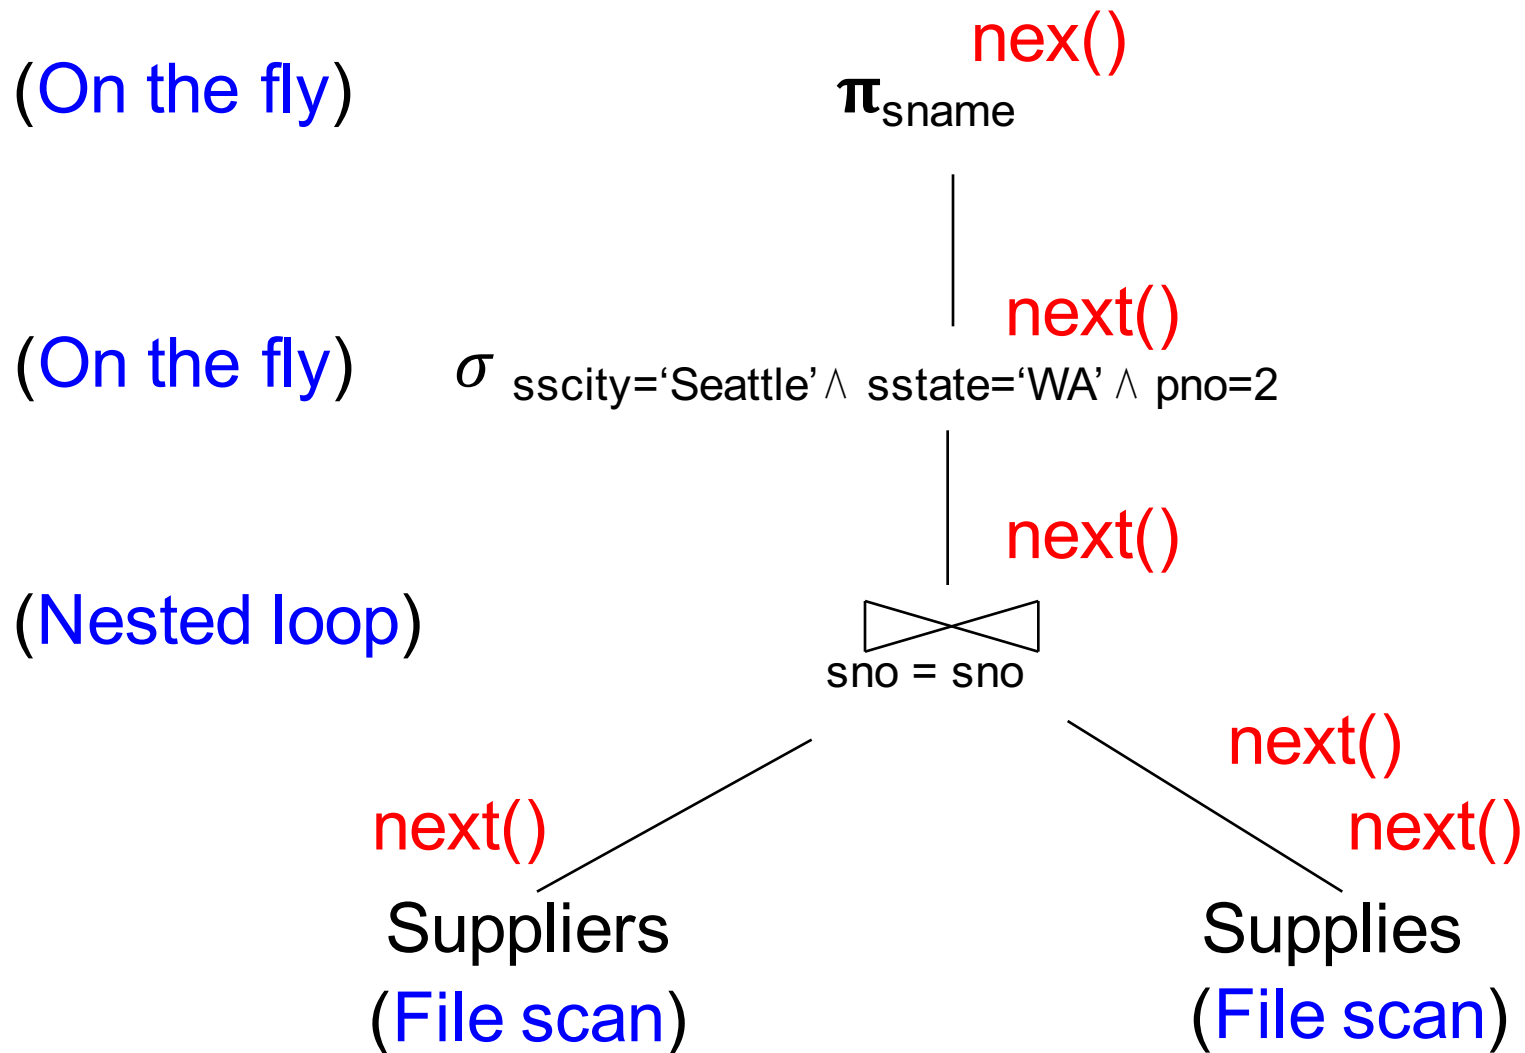 nex()
(On the fly)
π sname
next()
(On the fly)
σ sscity=‘Seattle’ ∧ sstate=‘WA’ ∧ pno=2
next()
(Nested loop)
sno = sno
next()
next()
next()
Suppliers
Supplies
(File scan)
(File scan)